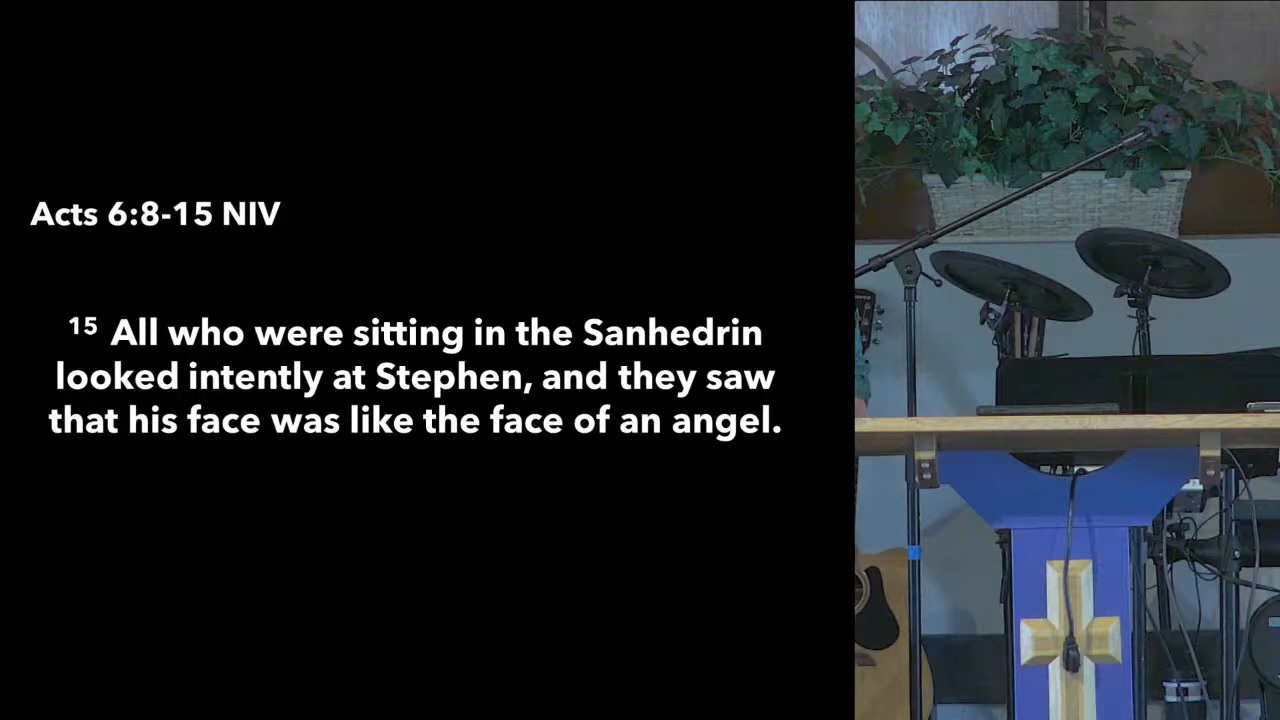 Acts 6:8-15 NIV
15 All who were sitting in the Sanhedrin
looked intently at Stephen, and they saw
that his face was like the face of an angel.